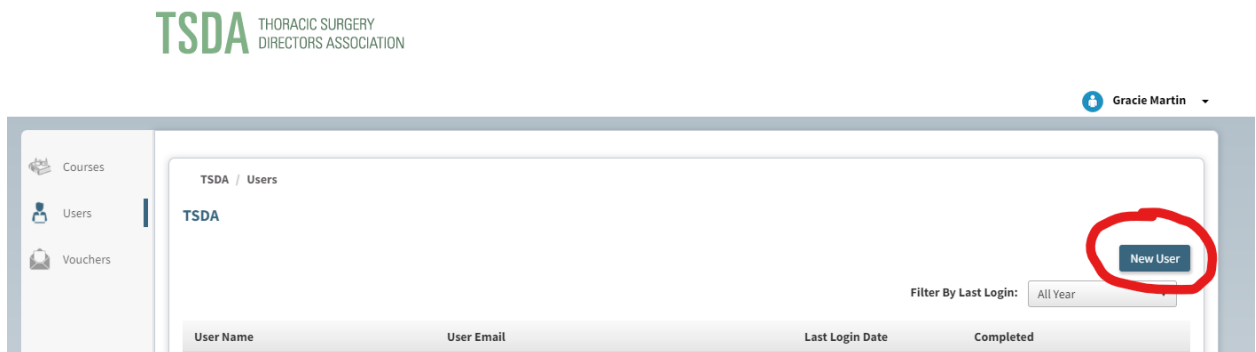 TSDA THORACIC SURGERY
DIRECTORS ASSOCIATION
Gracie Martin
Courses
Users
Vouchers
TSDA / Users
TSDA
New User
Filter By Last Login: All Year
User Name User Email Last Login Date Completed